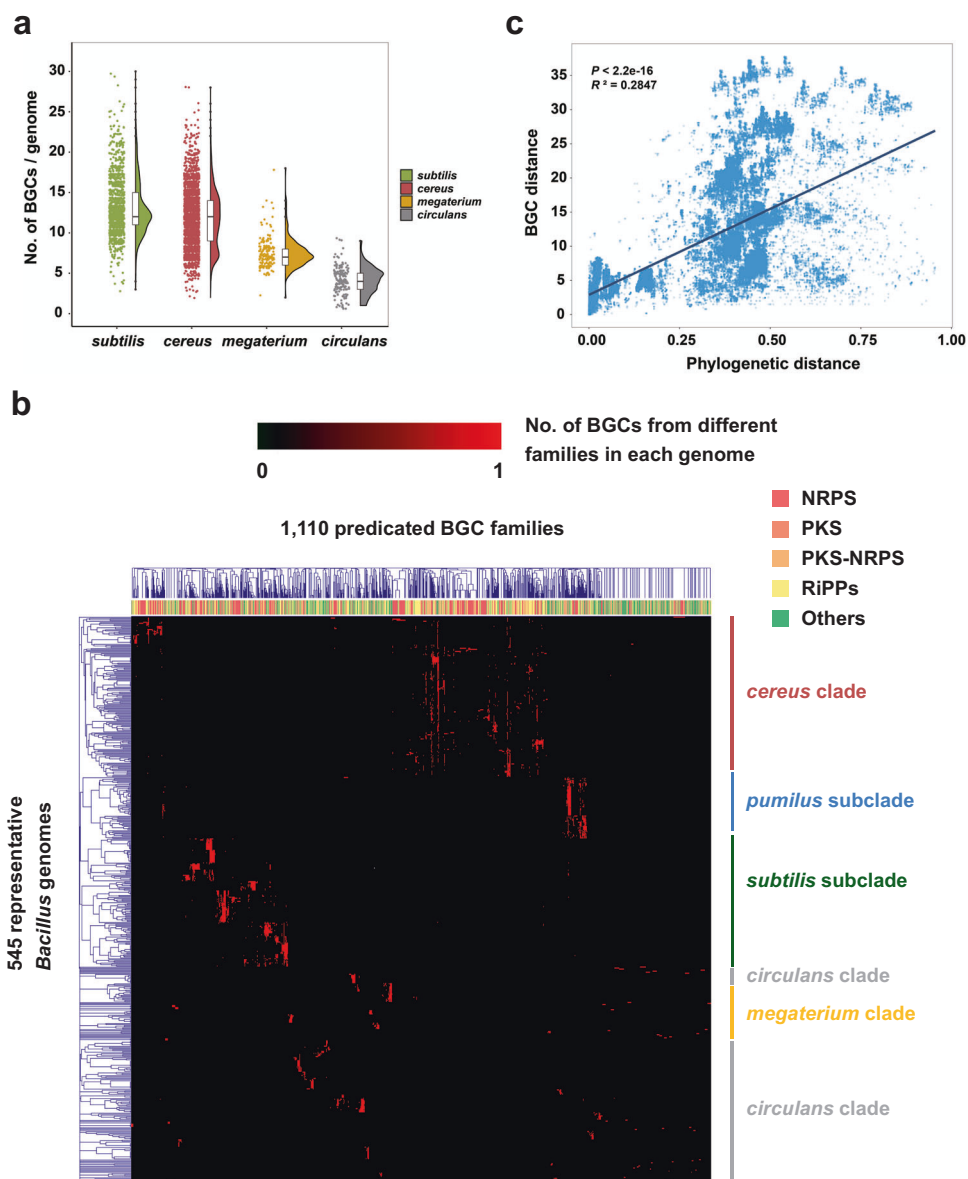 a
No. of BGCs / genome
30
25
20
15
10
5
0
subtilis
cereus
megaterium
circulans
subtilis cereus megaterium circulans
c
P < 2.2e-16
R² = 0.2847
BGC distance
35
30
25
20
15
10
5
0
0.00 0.25 0.50 0.75 1.00
Phylogenetic distance
b
0 1
No. of BGCs from different
families in each genome
NRPS
PKS
PKS-NRPS
RiPPs
Others
1,110 predicated BGC families
545 representative
Bacillus genomes
cereus clade
pumilus subclade
subtilis subclade
circulans clade
megaterium clade
circulans clade